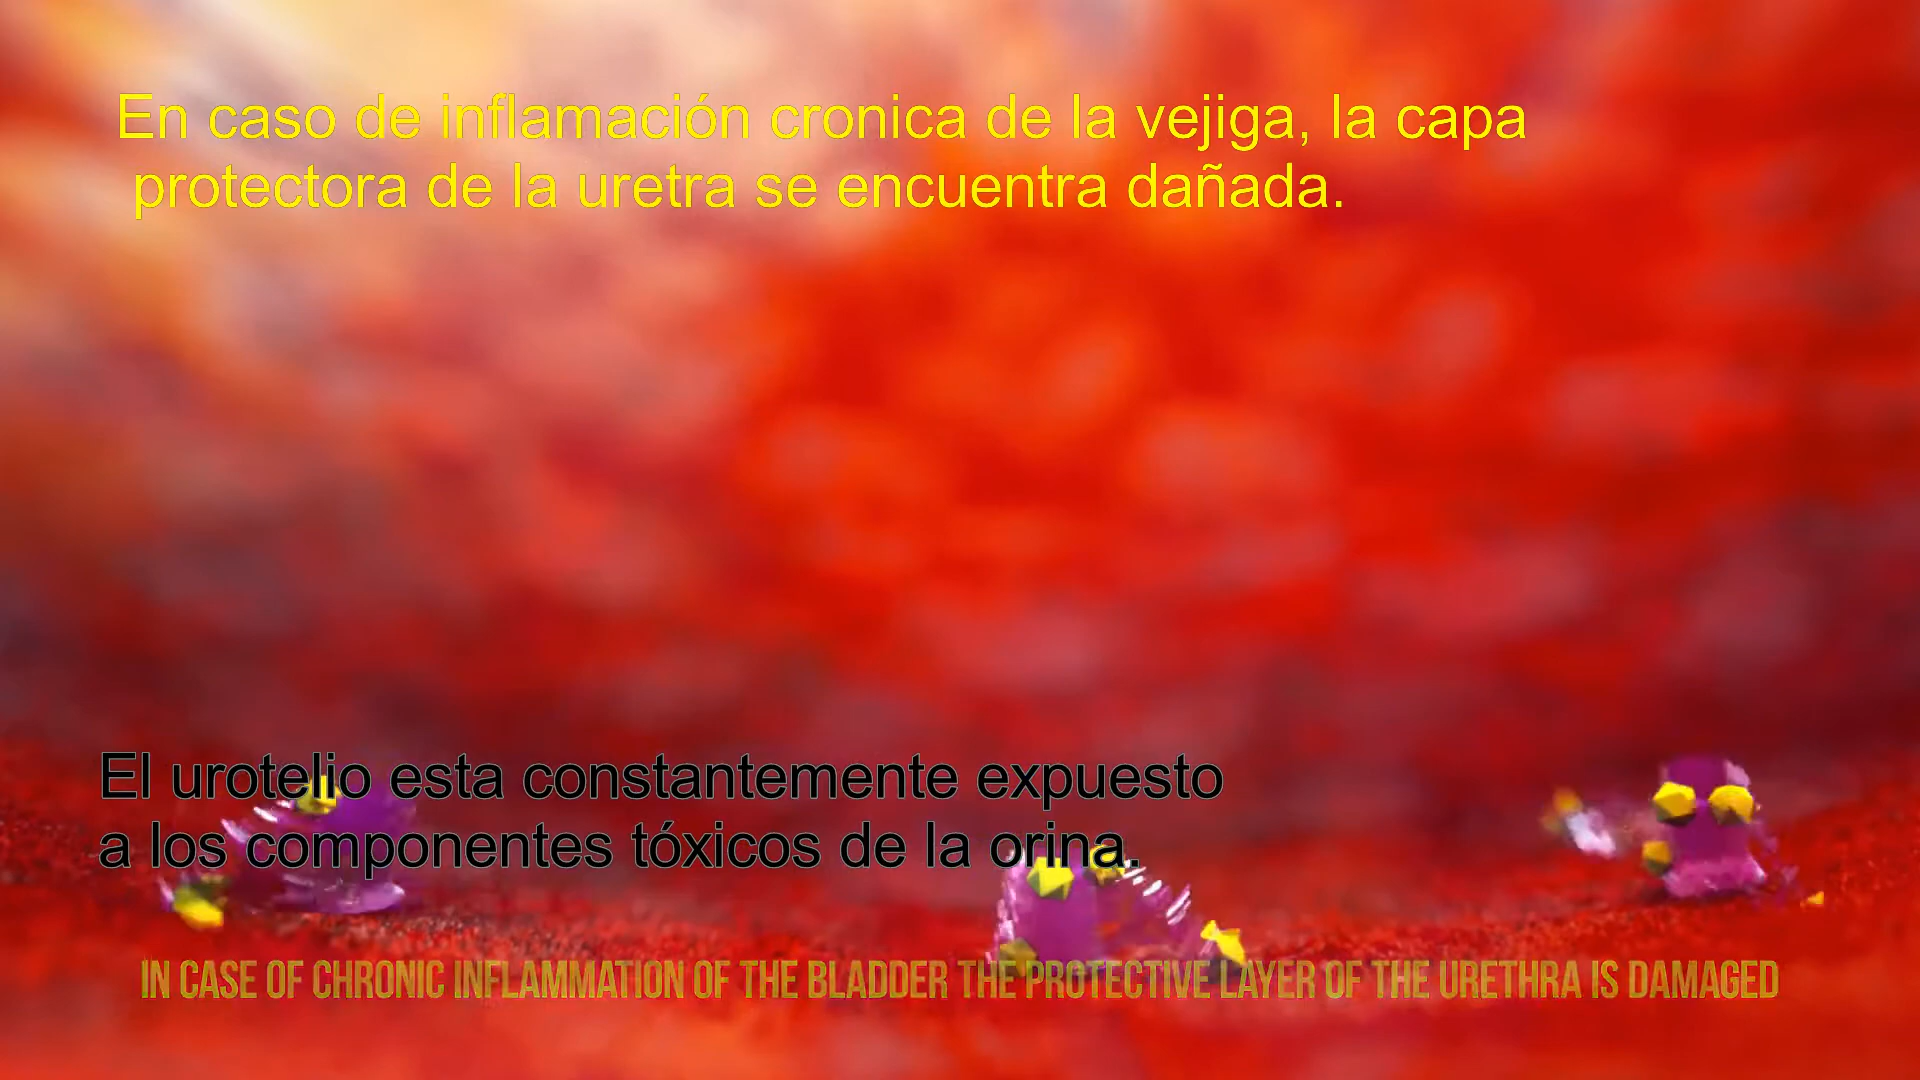 En caso de inflamación cronica de la vejiga, la capa
protectora de la uretra se encuentra dañada.
El urotelio esta constantemente expuesto
a los componentes tóxicos de la orina.
IN CASE OF CHRONIC INFLAMMATION OF THE BLADDER THE PROTECTIVE LAYER OF THE URETHRA IS DAMAGED